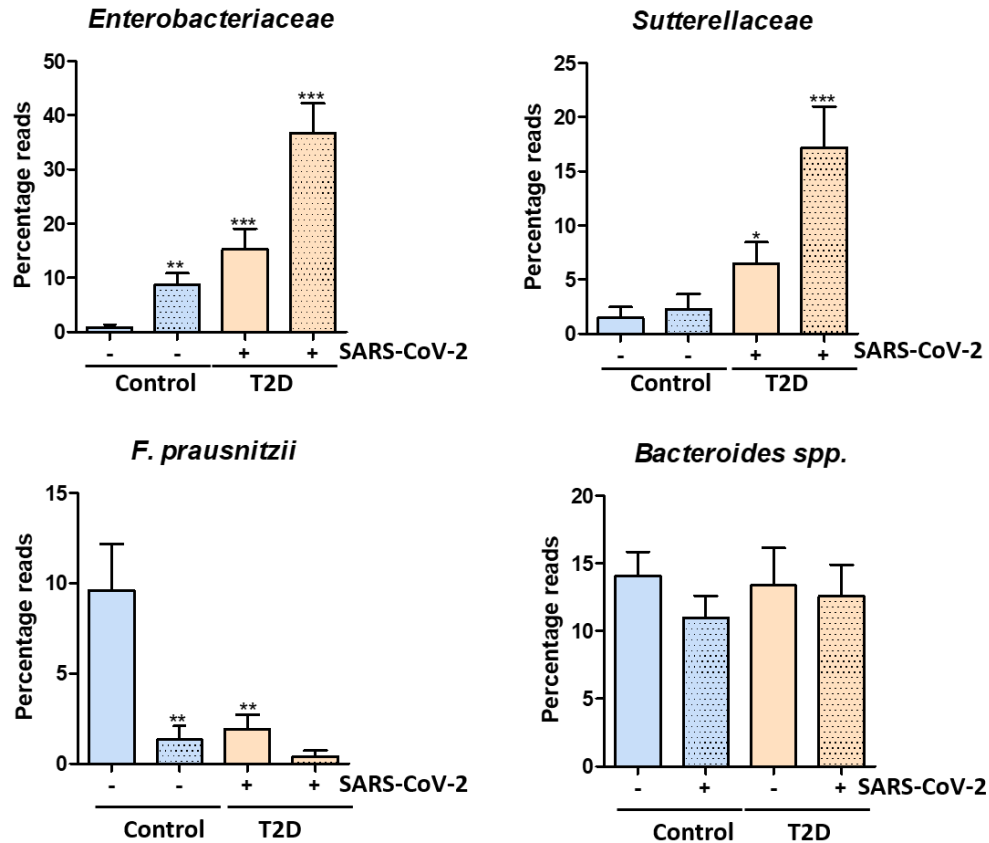 Enterobacteriaceae
Percentage reads
50
40
30
20
10
0
**
***
***
- - + + SARS-CoV-2
Control T2D
Sutterellaceae
Percentage reads
25
20
15
10
5
0
*
***
- - + + SARS-CoV-2
Control T2D
F. prausnitzii
Percentage reads
15
10
5
0
**
**
- - + + SARS-CoV-2
Control T2D
Bacteroides spp.
Percentage reads
20
15
10
5
0
- + - + SARS-CoV-2
Control T2D